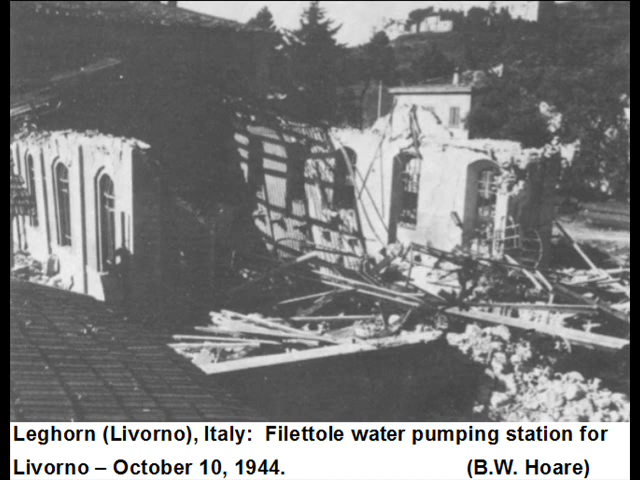 Leghorn (Livorno), Italy:  Filettole water pumping station for
Livorno – October 10, 1944.                    (B.W. Hoare)